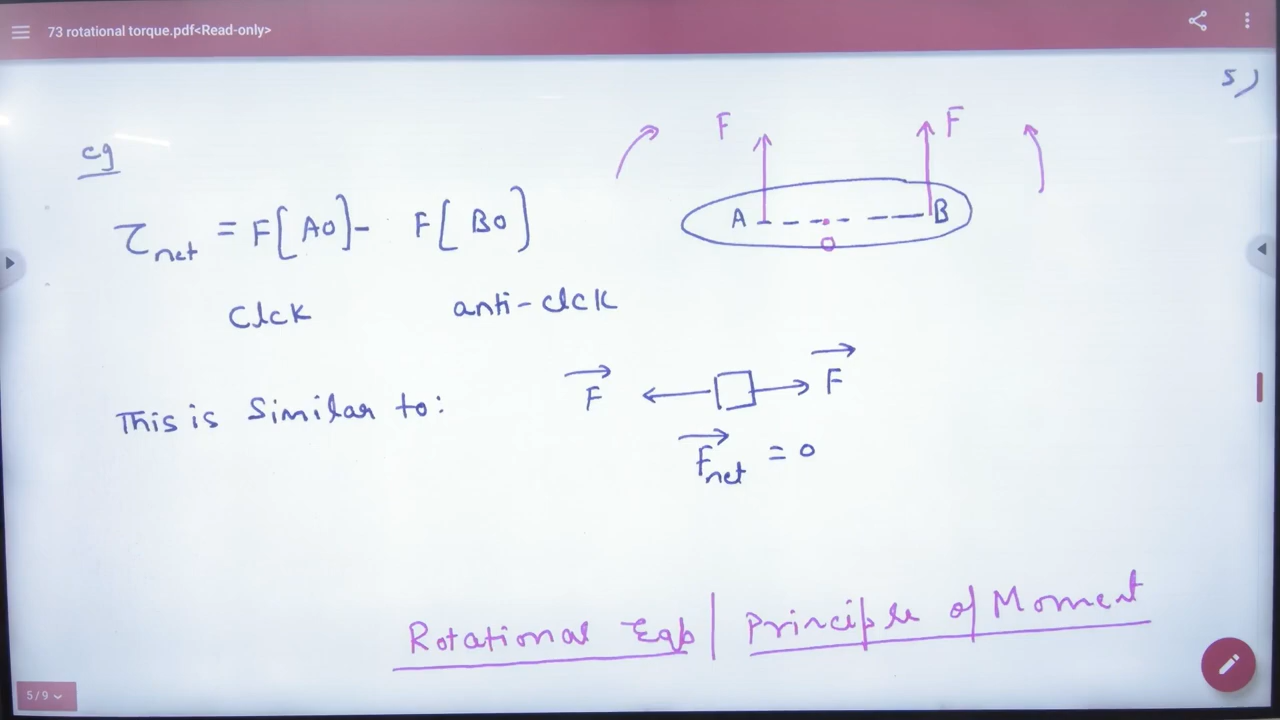 73 rotational torque.pdf<Read-only>
5)
eg
F F
τnet = F[AO] - F[BO]
A B
O
Clck anti-clck
This is Similar to: F F
Fnet = 0
Rotational Eqb | Principle of Moment
5/9